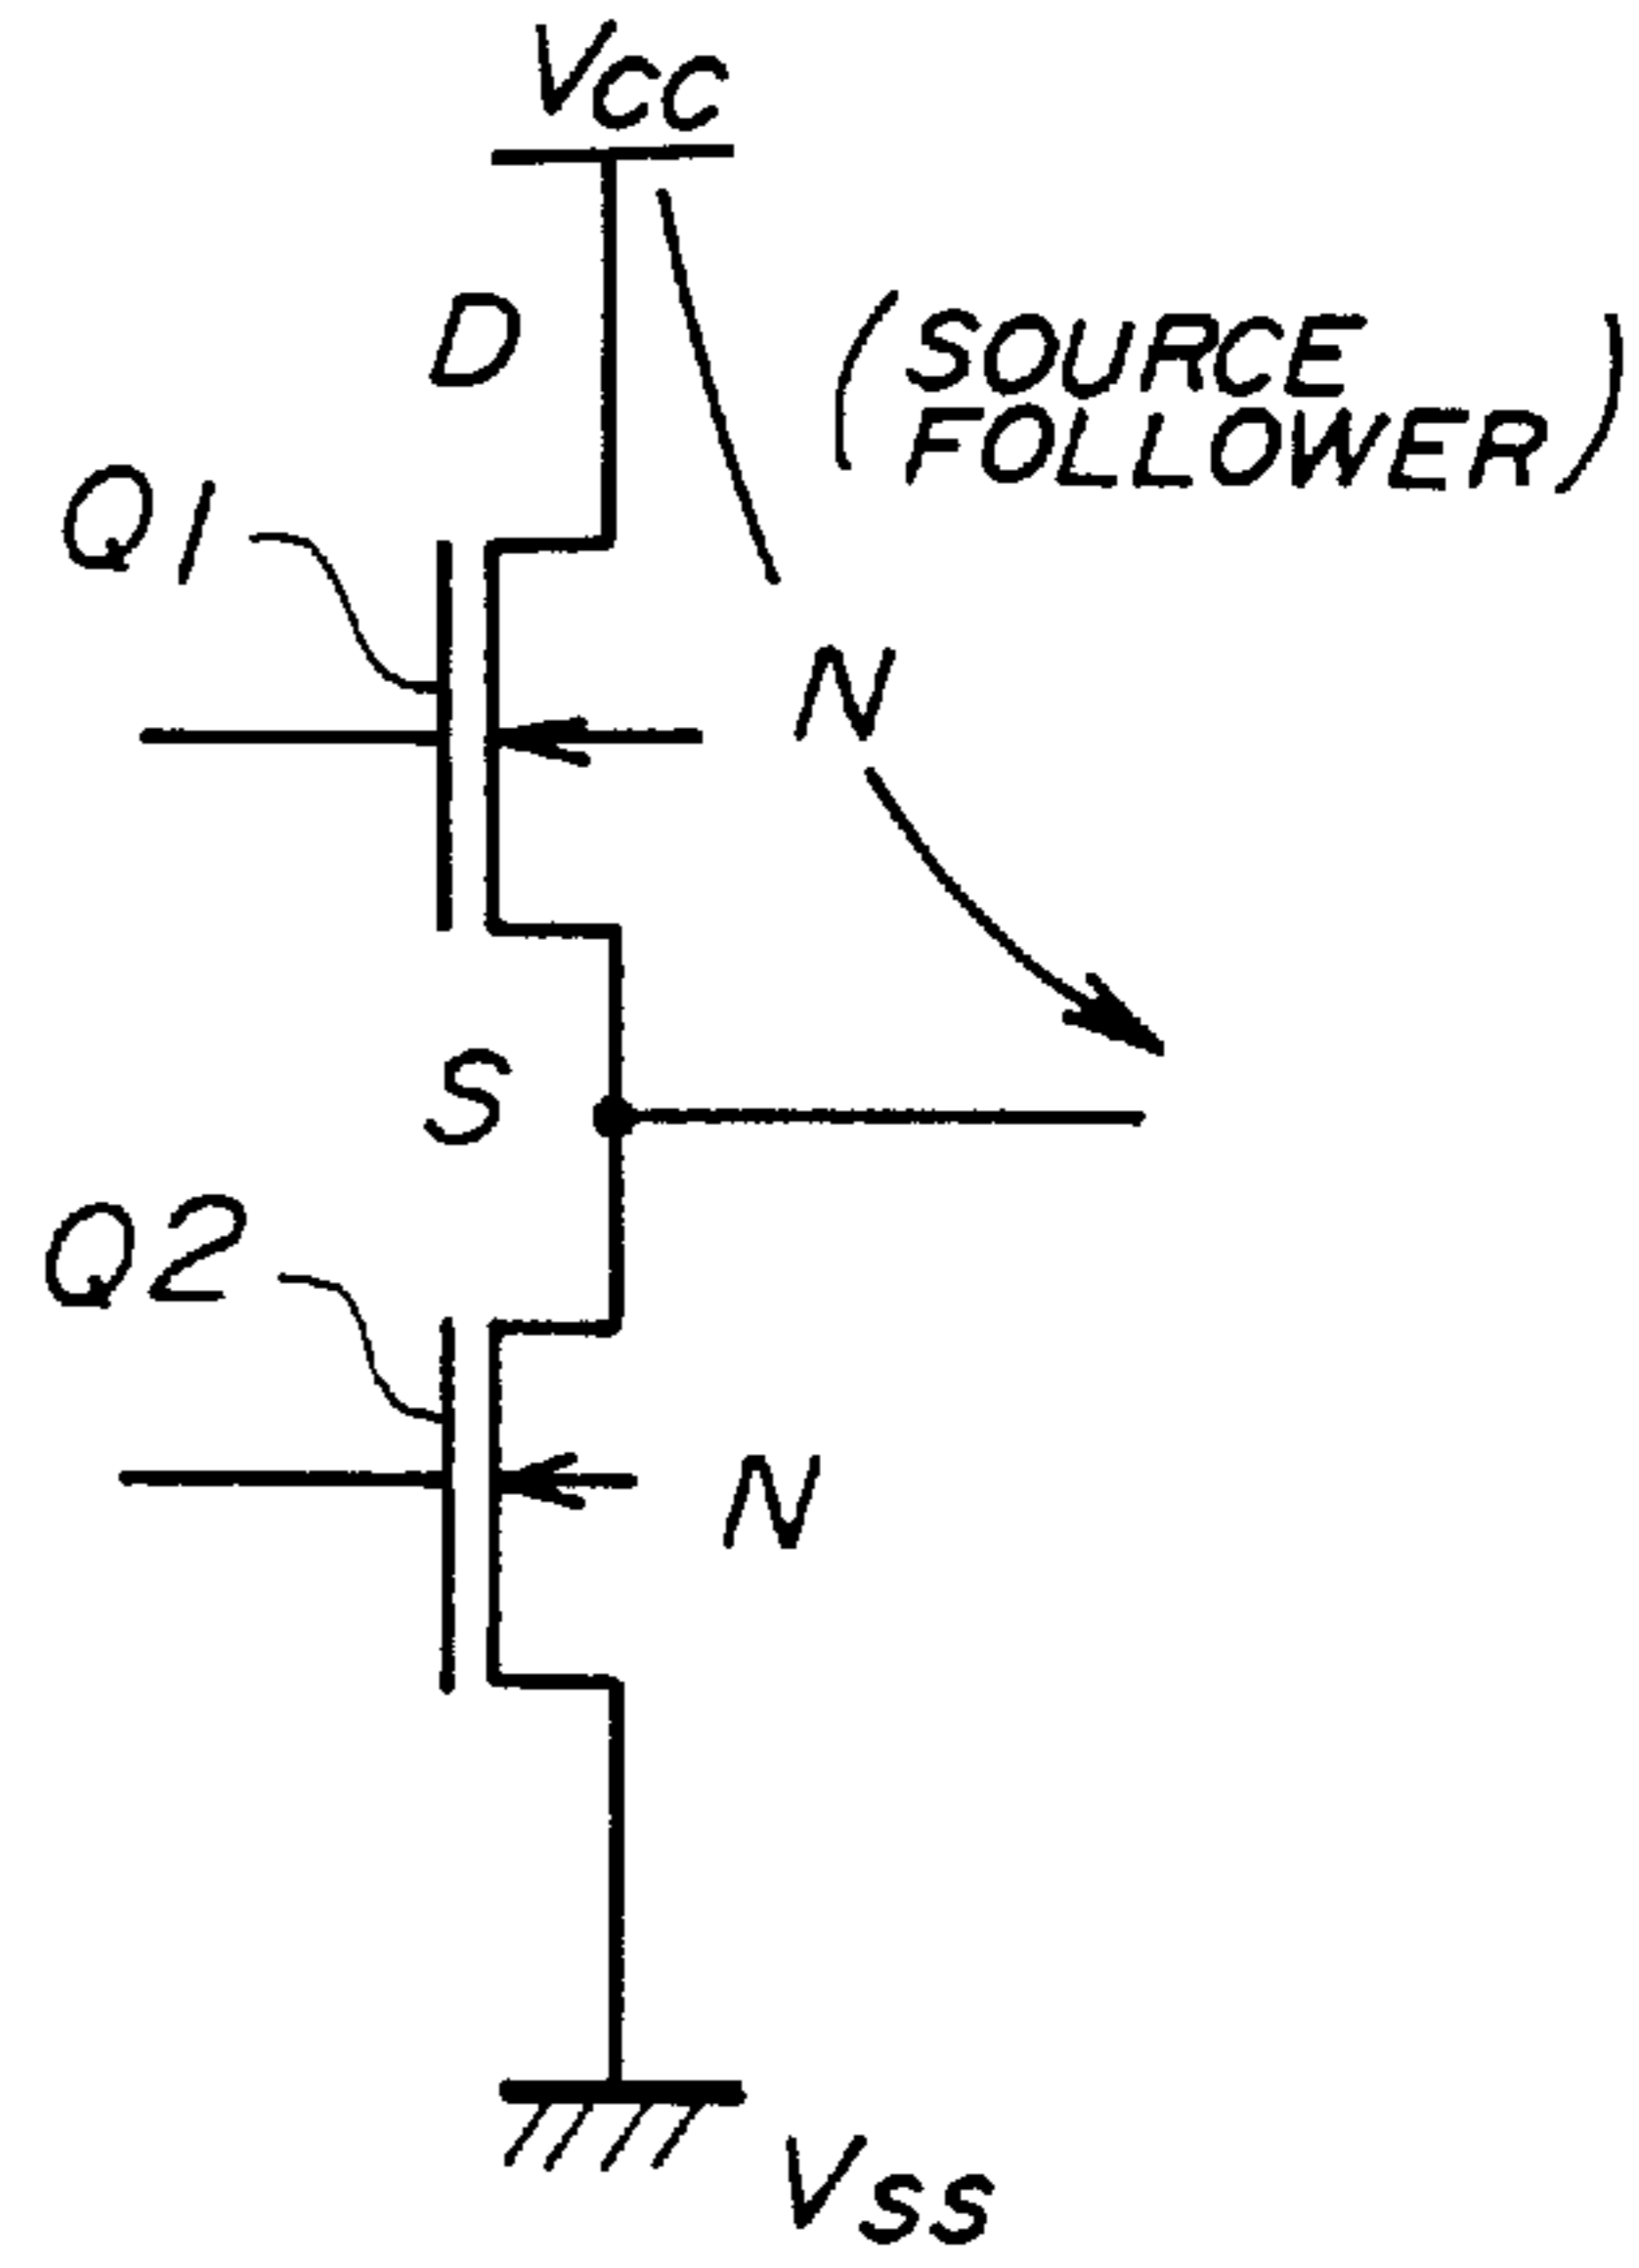 VCC
D
(SOURCE
FOLLOWER)
Q1
N
S
Q2
N
VSS